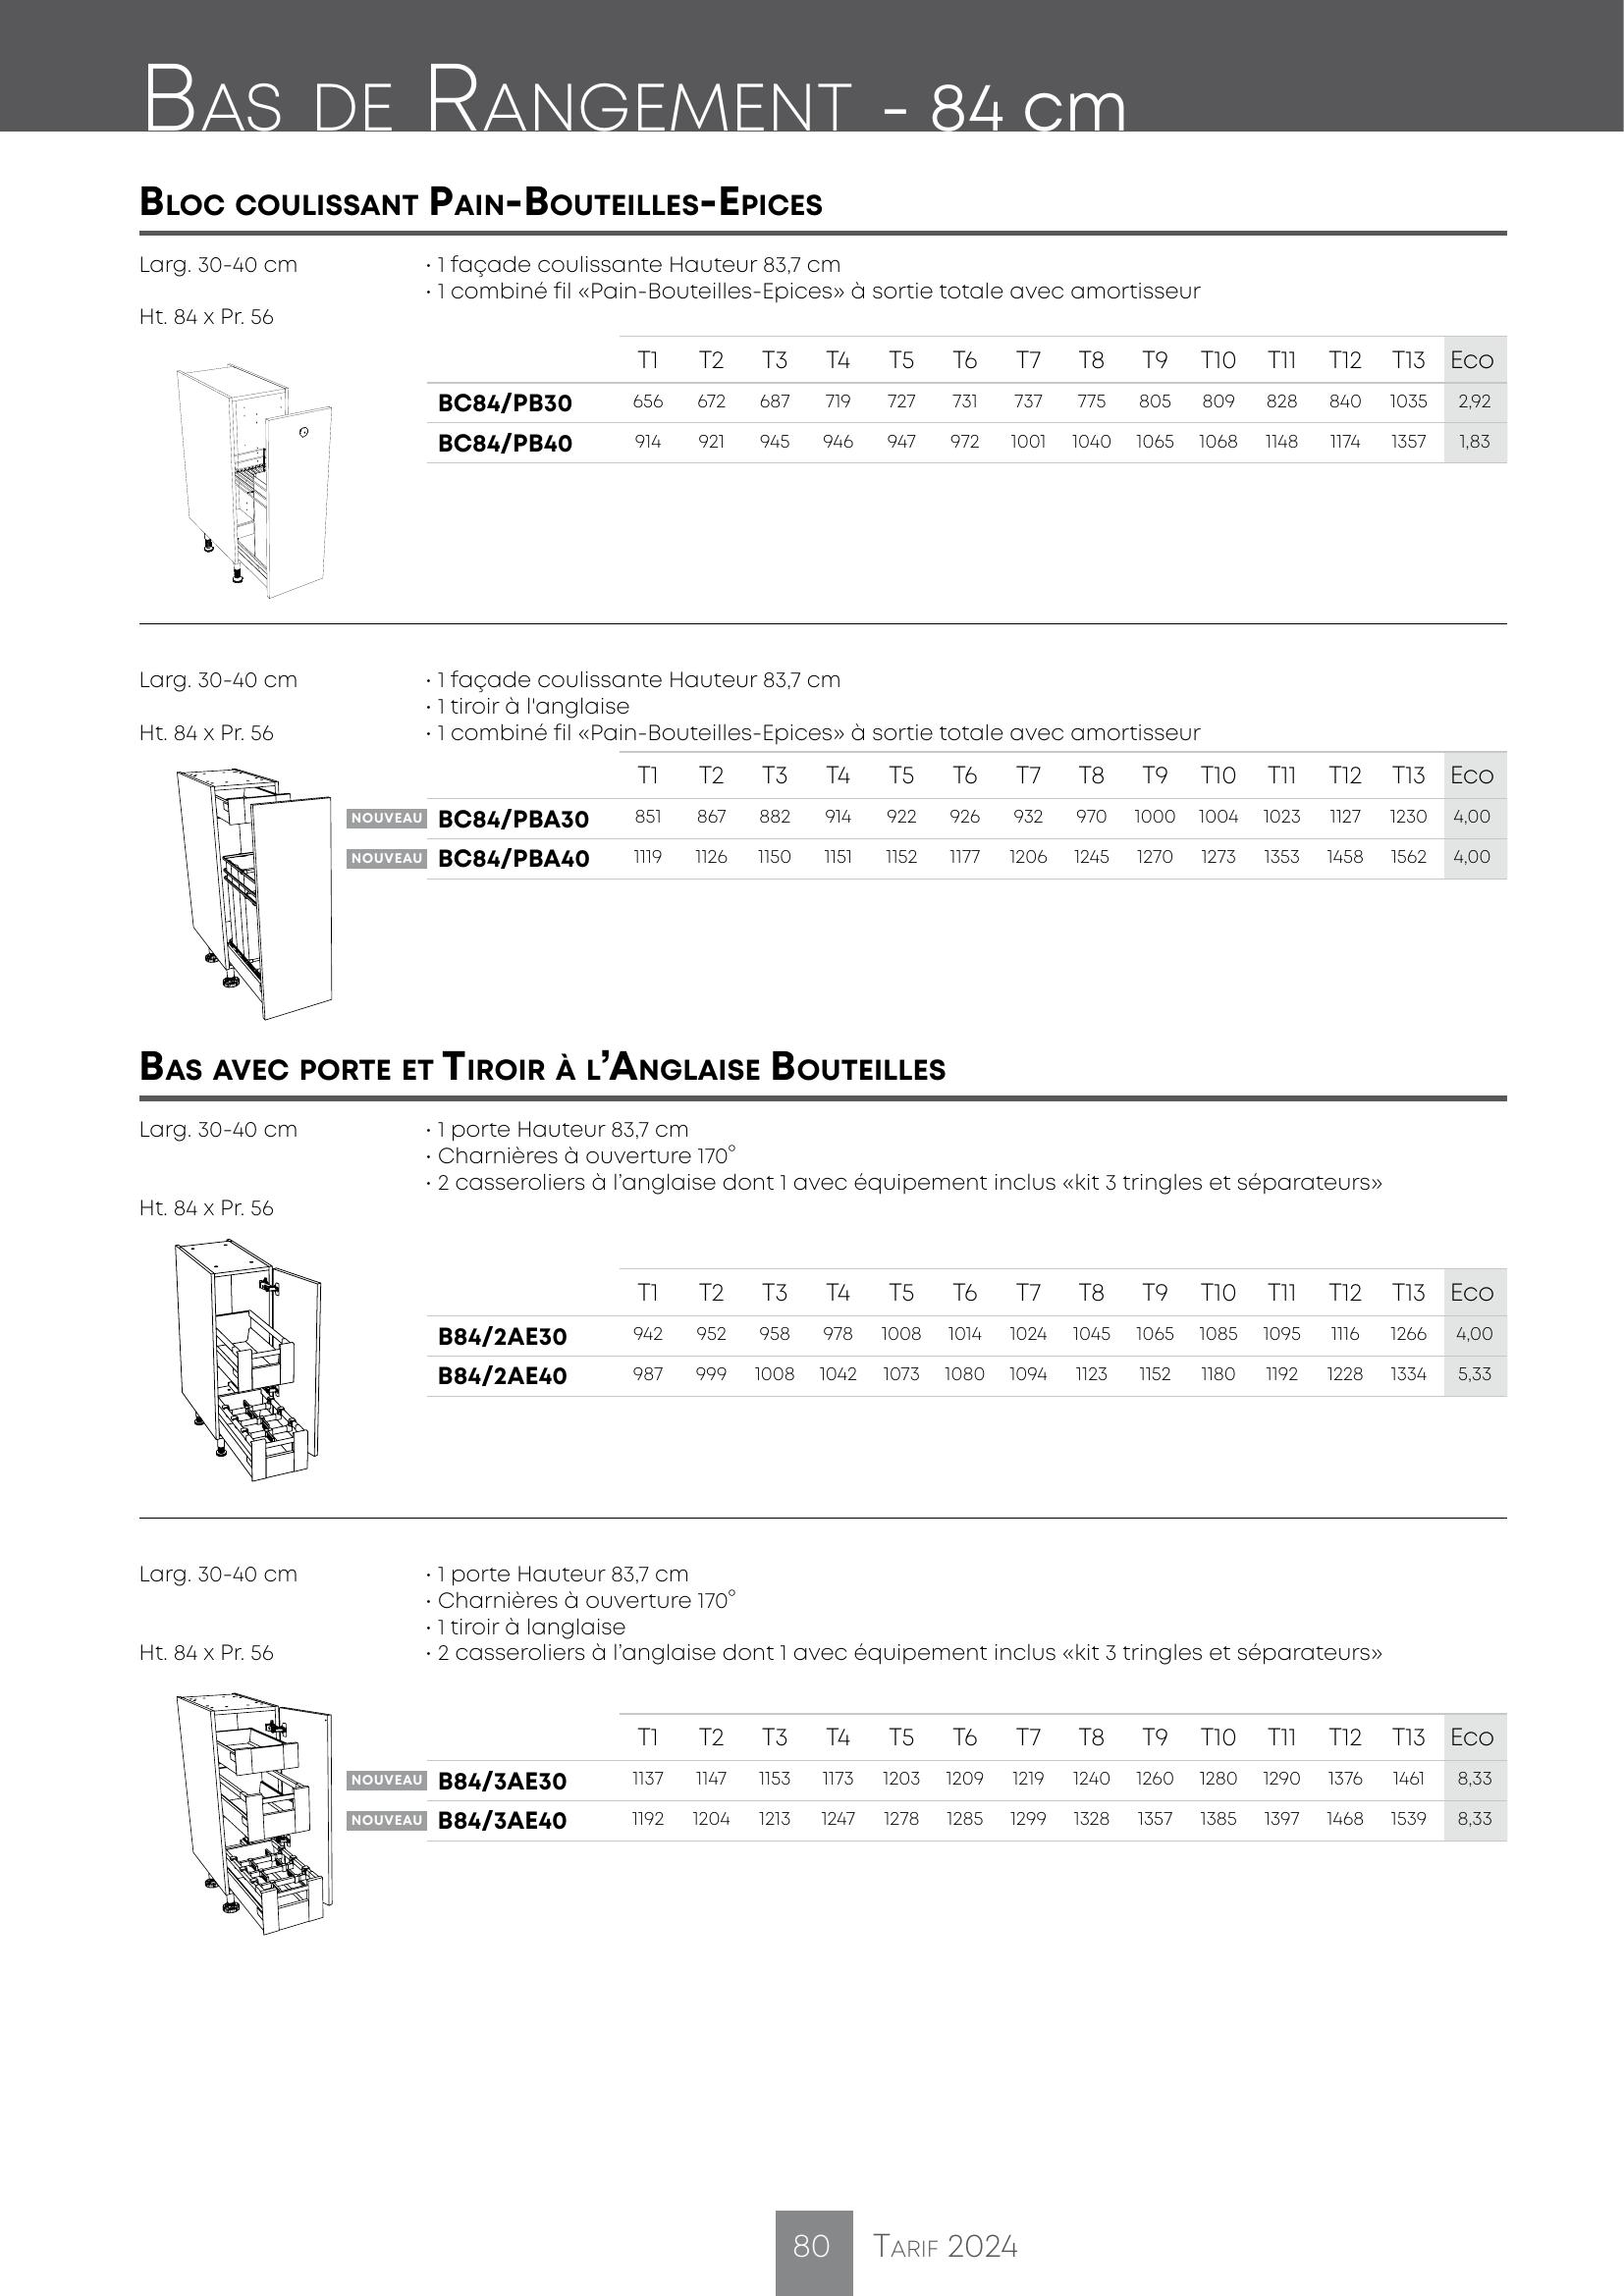 Bas de Rangement - 84 cm
Bloc coulissant Pain-Bouteilles-Epices
Larg. 30-40 cm
· 1 façade coulissante Hauteur 83,7 cm
· 1 combiné fil «Pain-Bouteilles-Epices» à sortie totale avec amortisseur
Ht. 84 x Pr. 56
T1 T2 T3 T4 T5 T6 T7 T8 T9 T10 T11 T12 T13 Eco
BC84/PB30 656 672 687 719 727 731 737 775 805 809 828 840 1035 2,92
BC84/PB40 914 921 945 946 947 972 1001 1040 1065 1068 1148 1174 1357 1,83
Larg. 30-40 cm
· 1 façade coulissante Hauteur 83,7 cm
· 1 tiroir à l'anglaise
Ht. 84 x Pr. 56
· 1 combiné fil «Pain-Bouteilles-Epices» à sortie totale avec amortisseur
T1 T2 T3 T4 T5 T6 T7 T8 T9 T10 T11 T12 T13 Eco
NOUVEAU BC84/PBA30 851 867 882 914 922 926 932 970 1000 1004 1023 1127 1230 4,00
NOUVEAU BC84/PBA40 1119 1126 1150 1151 1152 1177 1206 1245 1270 1273 1353 1458 1562 4,00
Bas avec porte et Tiroir à l’Anglaise Bouteilles
Larg. 30-40 cm
· 1 porte Hauteur 83,7 cm
· Charnières à ouverture 170°
· 2 casseroliers à l’anglaise dont 1 avec équipement inclus «kit 3 tringles et séparateurs»
Ht. 84 x Pr. 56
T1 T2 T3 T4 T5 T6 T7 T8 T9 T10 T11 T12 T13 Eco
B84/2AE30 942 952 958 978 1008 1014 1024 1045 1065 1085 1095 1116 1266 4,00
B84/2AE40 987 999 1008 1042 1073 1080 1094 1123 1152 1180 1192 1228 1334 5,33
Larg. 30-40 cm
· 1 porte Hauteur 83,7 cm
· Charnières à ouverture 170°
· 1 tiroir à langlaise
Ht. 84 x Pr. 56
· 2 casseroliers à l’anglaise dont 1 avec équipement inclus «kit 3 tringles et séparateurs»
T1 T2 T3 T4 T5 T6 T7 T8 T9 T10 T11 T12 T13 Eco
NOUVEAU B84/3AE30 1137 1147 1153 1173 1203 1209 1219 1240 1260 1280 1290 1376 1461 8,33
NOUVEAU B84/3AE40 1192 1204 1213 1247 1278 1285 1299 1328 1357 1385 1397 1468 1539 8,33
80 Tarif 2024